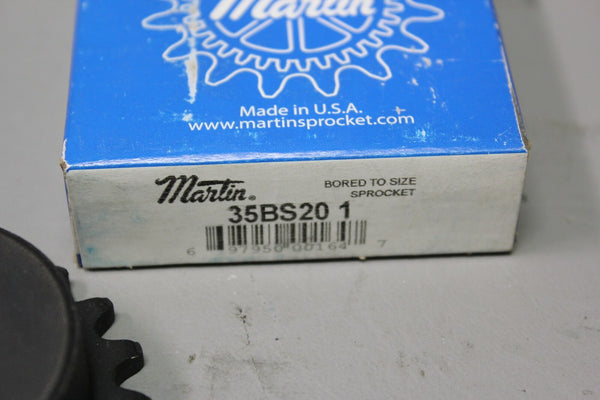 Martin
Made in U.S.A.
www.martinsprocket.com
Martin®
BORED TO SIZE
SPROCKET
35BS20 1
6 97950 00164 7